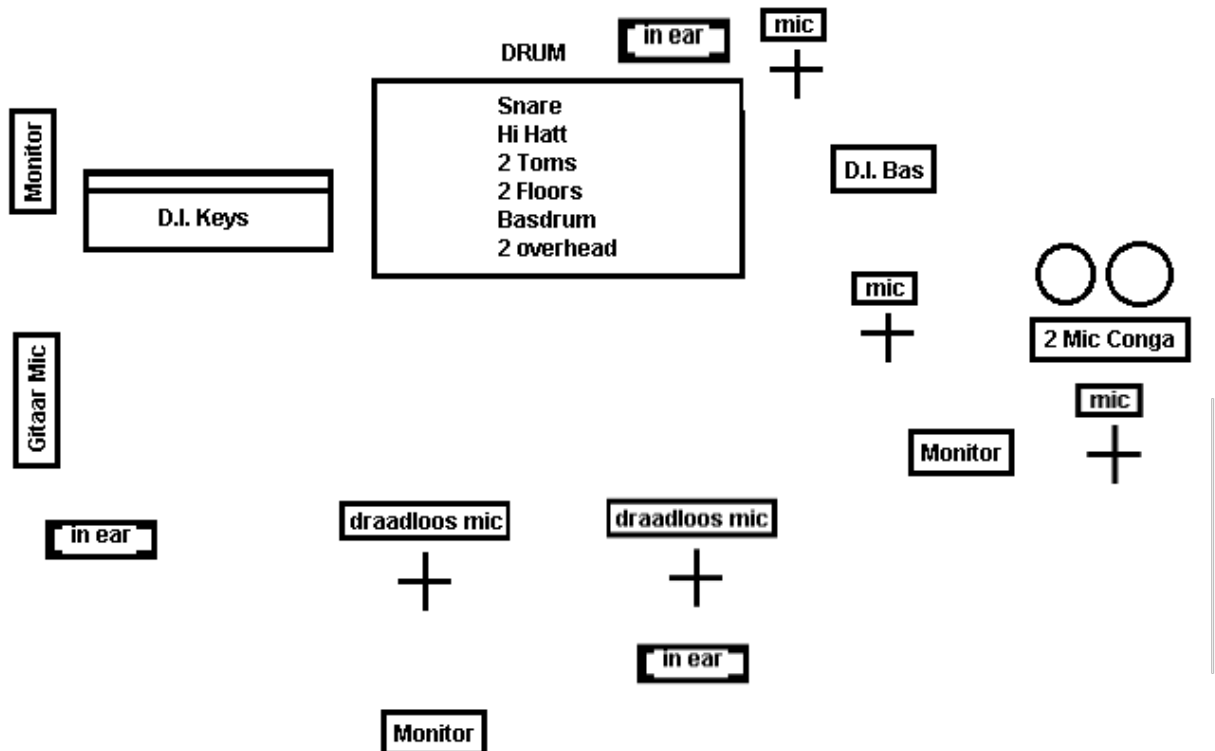 in ear
mic
DRUM
Snare
Hi Hatt
2 Toms
2 Floors
Basdrum
2 overhead
Monitor
D.I. Keys
D.I. Bas
mic
2 Mic Conga
Gitaar Mic
mic
Monitor
draadloos mic
draadloos mic
in ear
in ear
Monitor